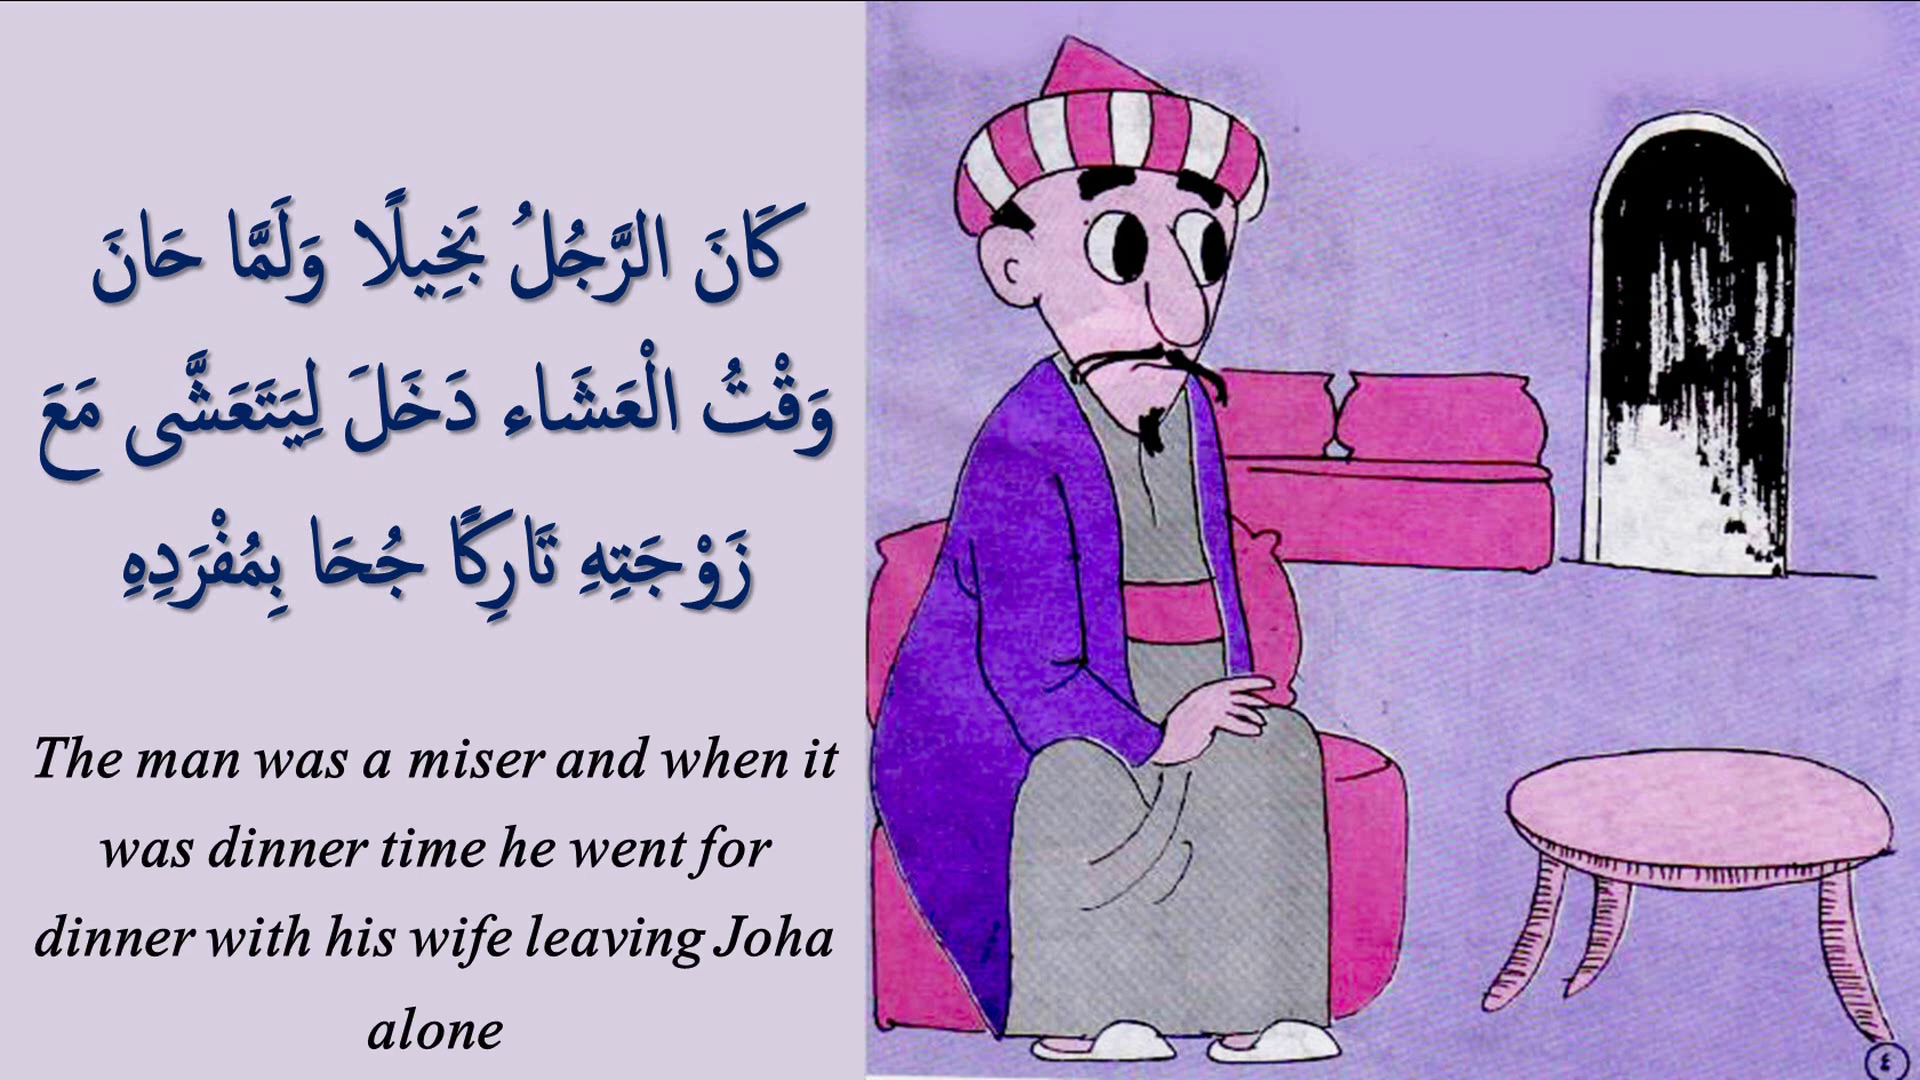 كَانَ الرَّجُلُ بَخِيلًا وَلَمَّا حَانَ
وَقْتُ الْعَشَاء دَخَلَ لِيَتَعَشَّى مَعَ
زَوْجَتِهِ تَارِكًا جُحَا بِمُفْرَدِهِ
The man was a miser and when it
was dinner time he went for
dinner with his wife leaving Joha
alone
٤